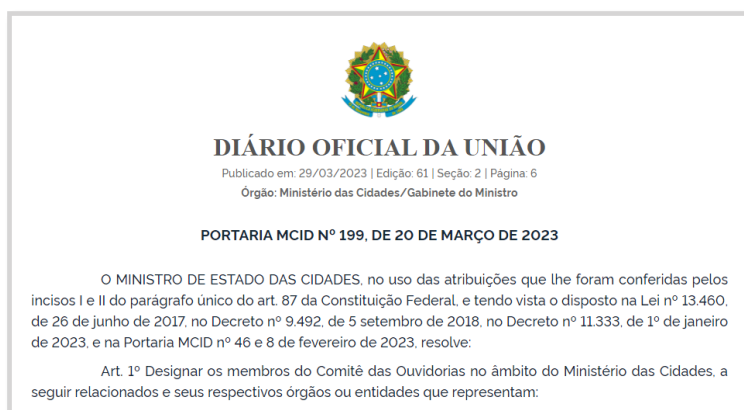 DIÁRIO OFICIAL DA UNIÃO
Publicado em: 29/03/2023 | Edição: 61 | Seção: 2 | Página: 6
Órgão: Ministério das Cidades/Gabinete do Ministro
PORTARIA MCID Nº 199, DE 20 DE MARÇO DE 2023
O MINISTRO DE ESTADO DAS CIDADES, no uso das atribuições que lhe foram conferidas pelos
incisos I e II do parágrafo único do art. 87 da Constituição Federal, e tendo vista o disposto na Lei nº 13.460,
de 26 de junho de 2017, no Decreto nº 9.492, de 5 setembro de 2018, no Decreto nº 11.333, de 1º de janeiro
de 2023, e na Portaria MCID nº 46 e 8 de fevereiro de 2023, resolve:
Art. 1º Designar os membros do Comitê das Ouvidorias no âmbito do Ministério das Cidades, a
seguir relacionados e seus respectivos órgãos ou entidades que representam: